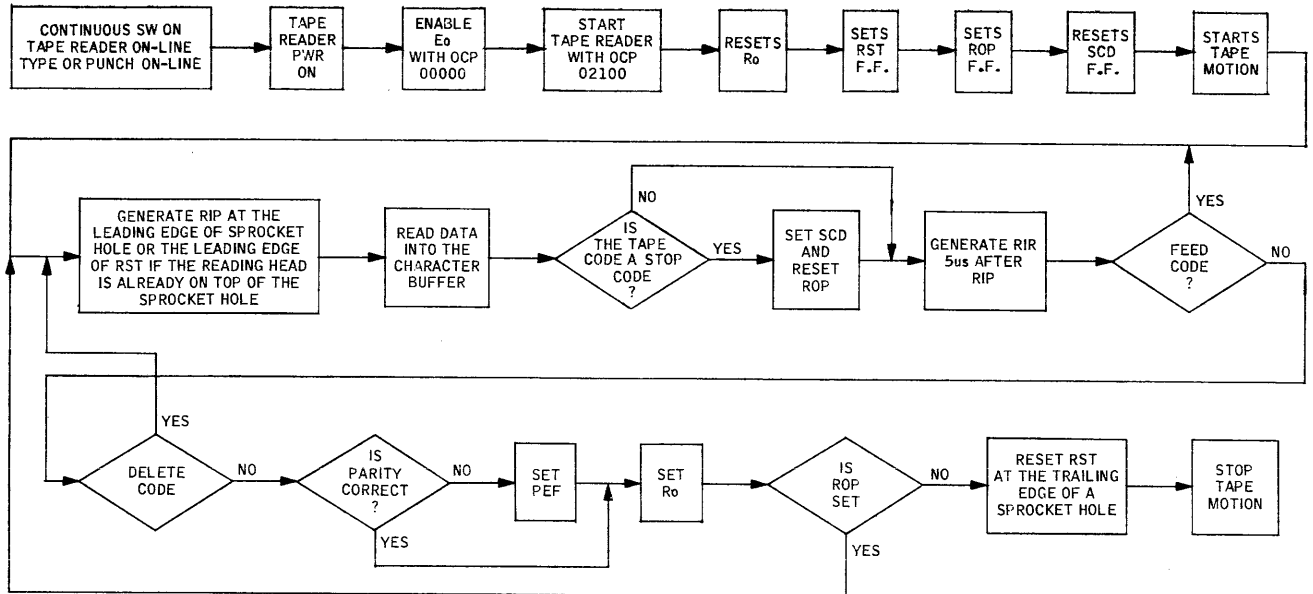 CONTINUOUS SW ON
TAPE READER ON-LINE
TYPE OR PUNCH ON-LINE
TAPE
READER
PWR
ON
ENABLE
Eo
WITH OCP
00000
START
TAPE READER
WITH OCP
02100
RESETS
Ro
SETS
RST
F.F.
SETS
ROP
F.F.
RESETS
SCD
F.F.
STARTS
TAPE
MOTION
GENERATE RIP AT THE
LEADING EDGE OF SPROCKET
HOLE OR THE LEADING EDGE
OF RST IF THE READING HEAD
IS ALREADY ON TOP OF THE
SPROCKET HOLE
READ DATA
INTO THE
CHARACTER
BUFFER
IS
THE TAPE
CODE A STOP
CODE
?
NO
YES
SET SCD
AND
RESET
ROP
GENERATE RIR
5us AFTER
RIP
FEED
CODE
?
YES
NO
DELETE
CODE
YES
NO
IS
PARITY
CORRECT
?
NO
YES
SET
PEF
SET
Ro
IS
ROP
SET
NO
YES
RESET RST
AT THE TRAILING
EDGE OF A
SPROCKET HOLE
STOP
TAPE
MOTION